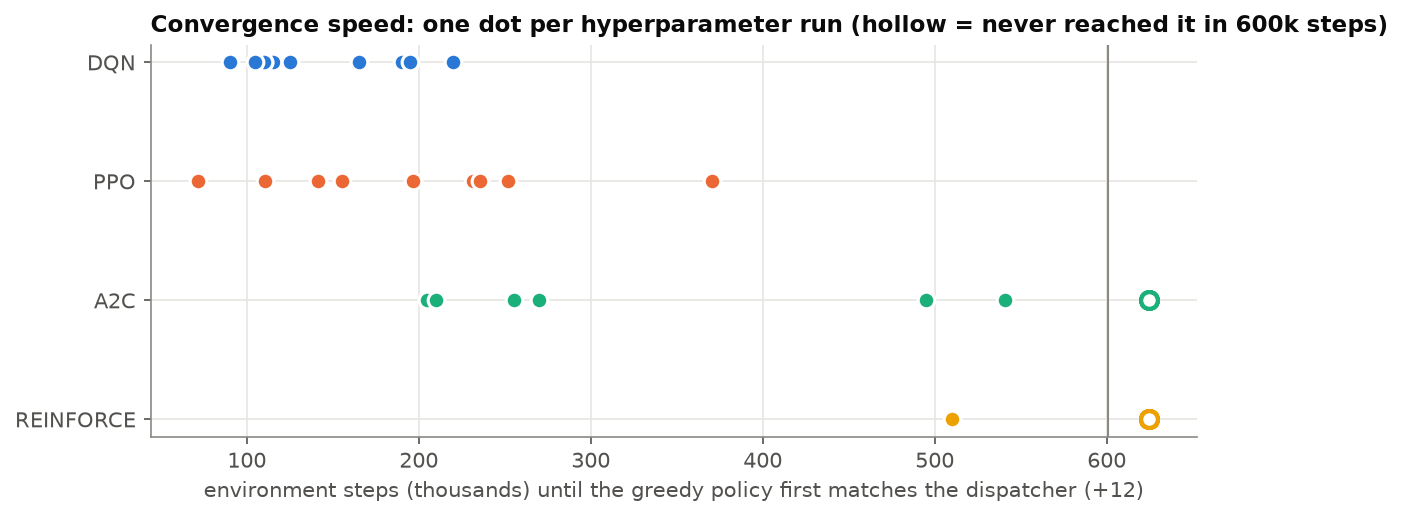 Convergence speed: one dot per hyperparameter run (hollow = never reached it in 600k steps)
DQN
PPO
A2C
REINFORCE
100 200 300 400 500 600
environment steps (thousands) until the greedy policy first matches the dispatcher (+12)